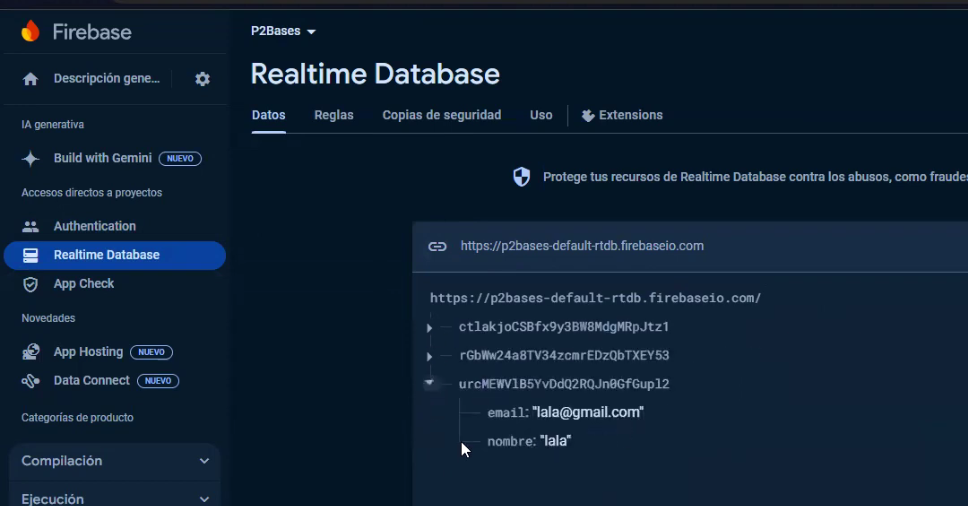 Firebase
P2Bases
Descripción gene...
Realtime Database
Datos Reglas Copias de seguridad Uso Extensions
IA generativa
Build with Gemini NUEVO
Protege tus recursos de Realtime Database contra los abusos, como fraudes
Accesos directos a proyectos
Authentication
Realtime Database
https://p2bases-default-rtdb.firebaseio.com
App Check
https://p2bases-default-rtdb.firebaseio.com/
Novedades
ctlakjoCSBfx9y3BW8MdgMRpJtz1
App Hosting NUEVO
rGbWw24a8TV34zcmrEDzQbTXEY53
Data Connect NUEVO
urcMEWVlB5YvDdQ2RQJn0GfGupl2
Categorías de producto
email: "lala@gmail.com"
nombre: "lala"
Compilación
Ejecución